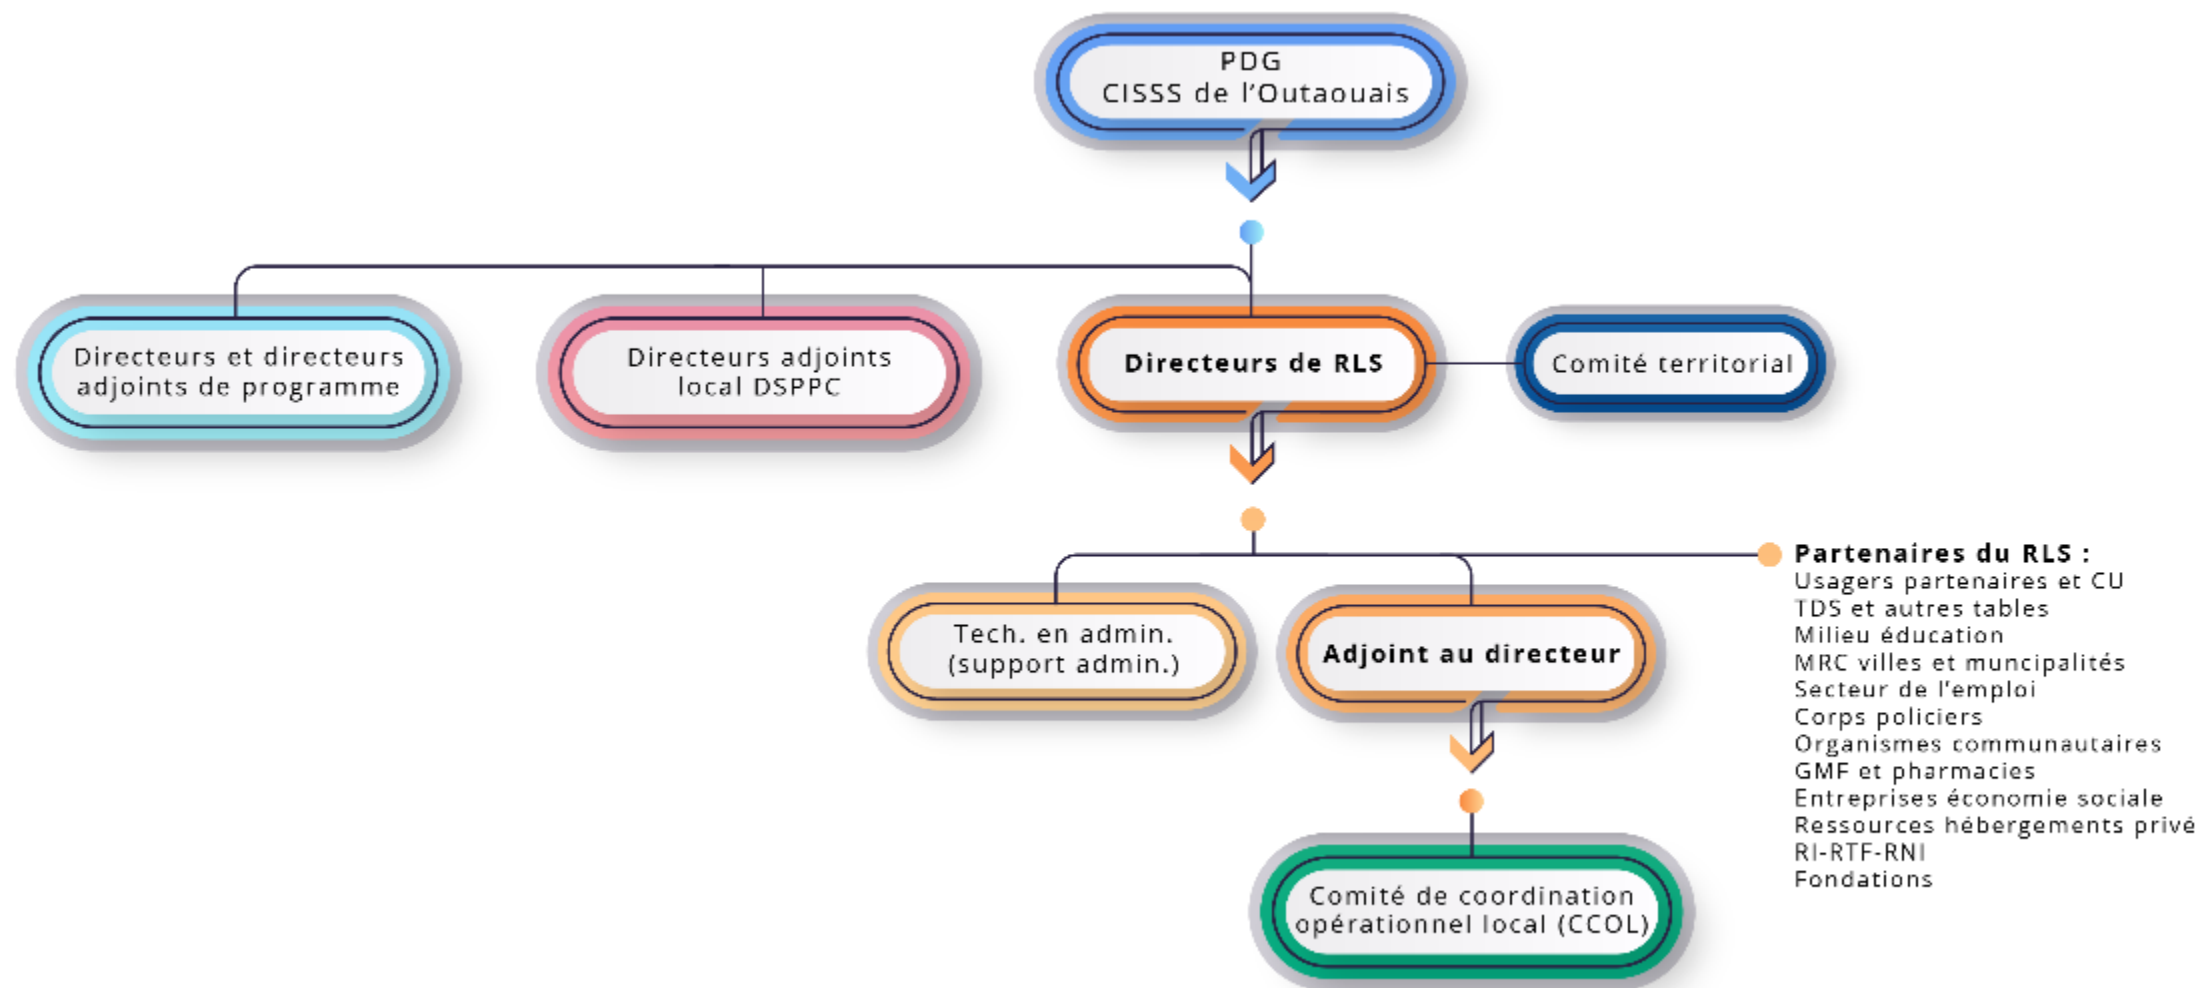 PDG
CISSS de l'Outaouais
Directeurs et directeurs
adjoints de programme
Directeurs adjoints
local DSPPC
Directeurs de RLS
Comité territorial
Tech. en admin.
(support admin.)
Adjoint au directeur
Partenaires du RLS :
Usagers partenaires et CU
TDS et autres tables
Milieu éducation
MRC villes et muncipalités
Secteur de l'emploi
Corps policiers
Organismes communautaires
GMF et pharmacies
Entreprises économie sociale
Ressources hébergements privé
RI-RTF-RNI
Fondations
Comité de coordination
opérationnel local (CCOL)